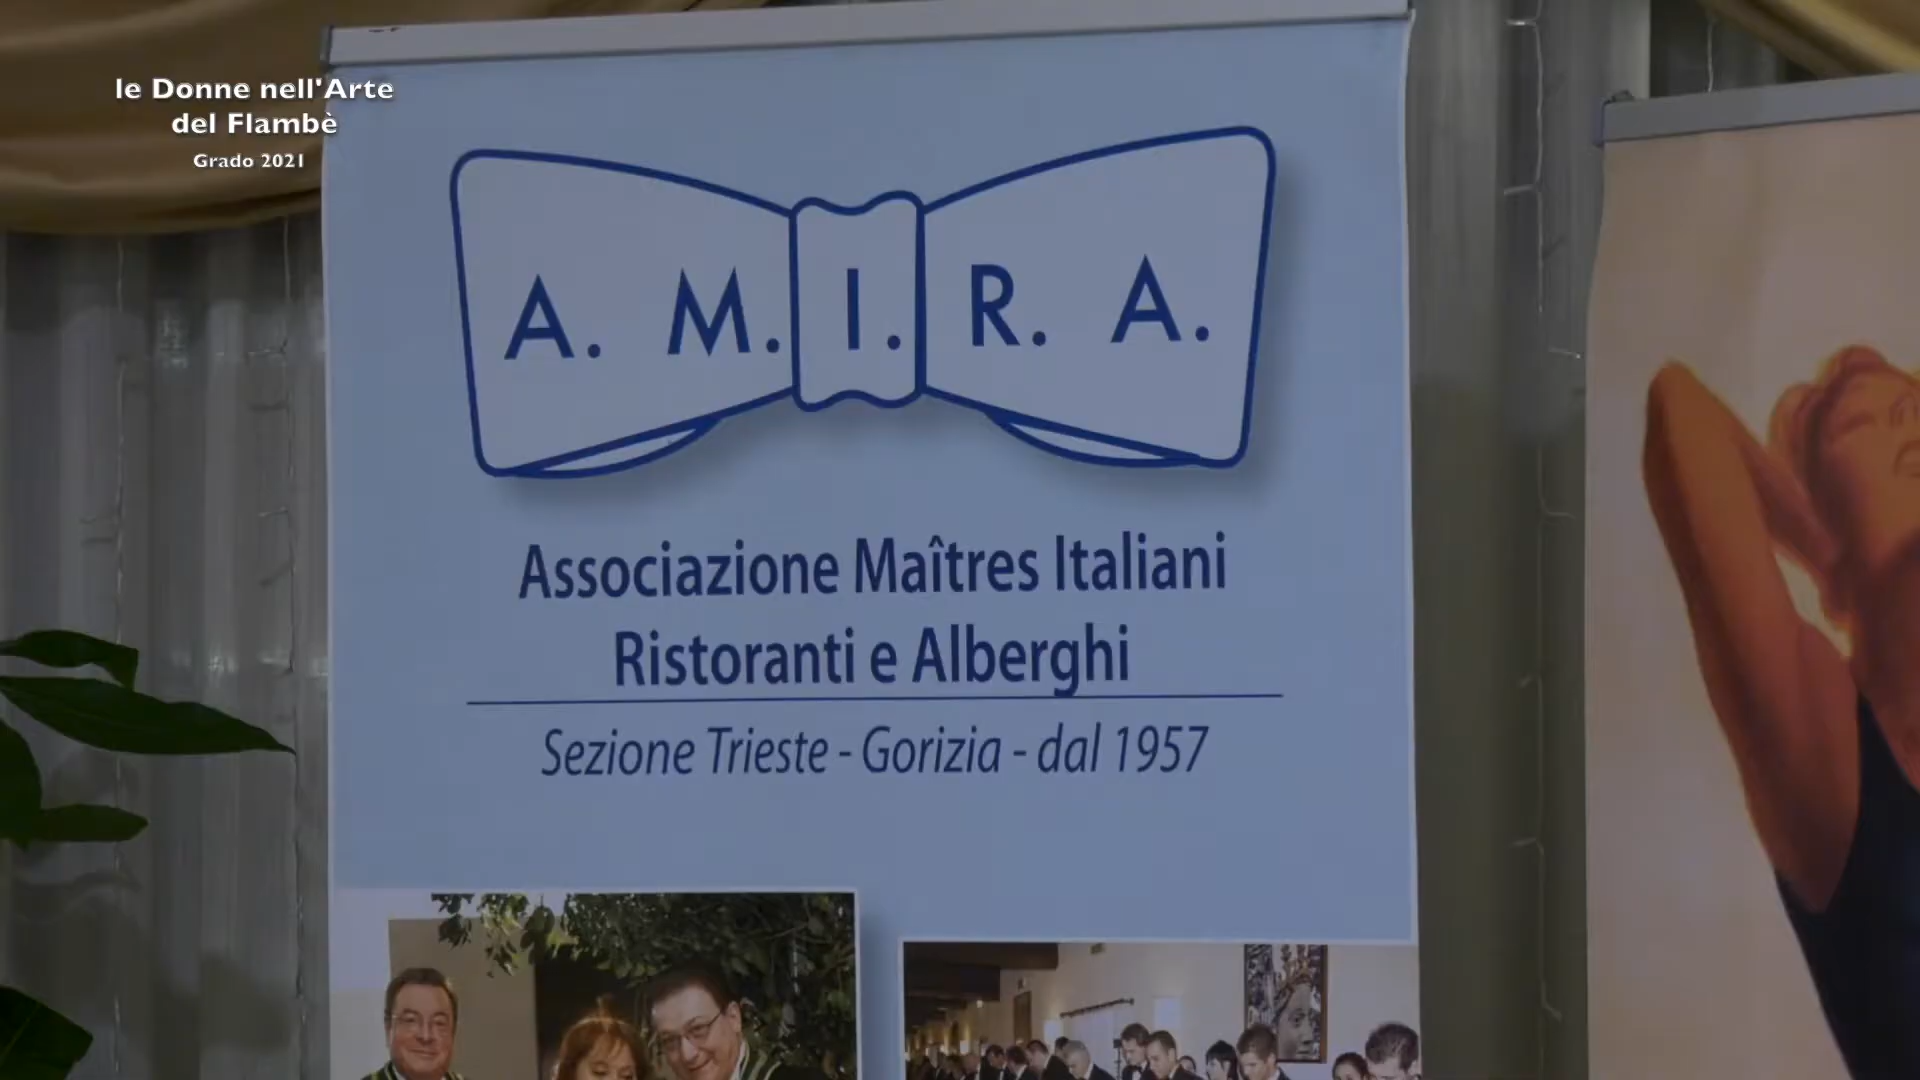 le Donne nell'Arte
del Flambè
Grado 2021
A. M. I. R. A.
Associazione Maîtres Italiani
Ristoranti e Alberghi
Sezione Trieste - Gorizia - dal 1957